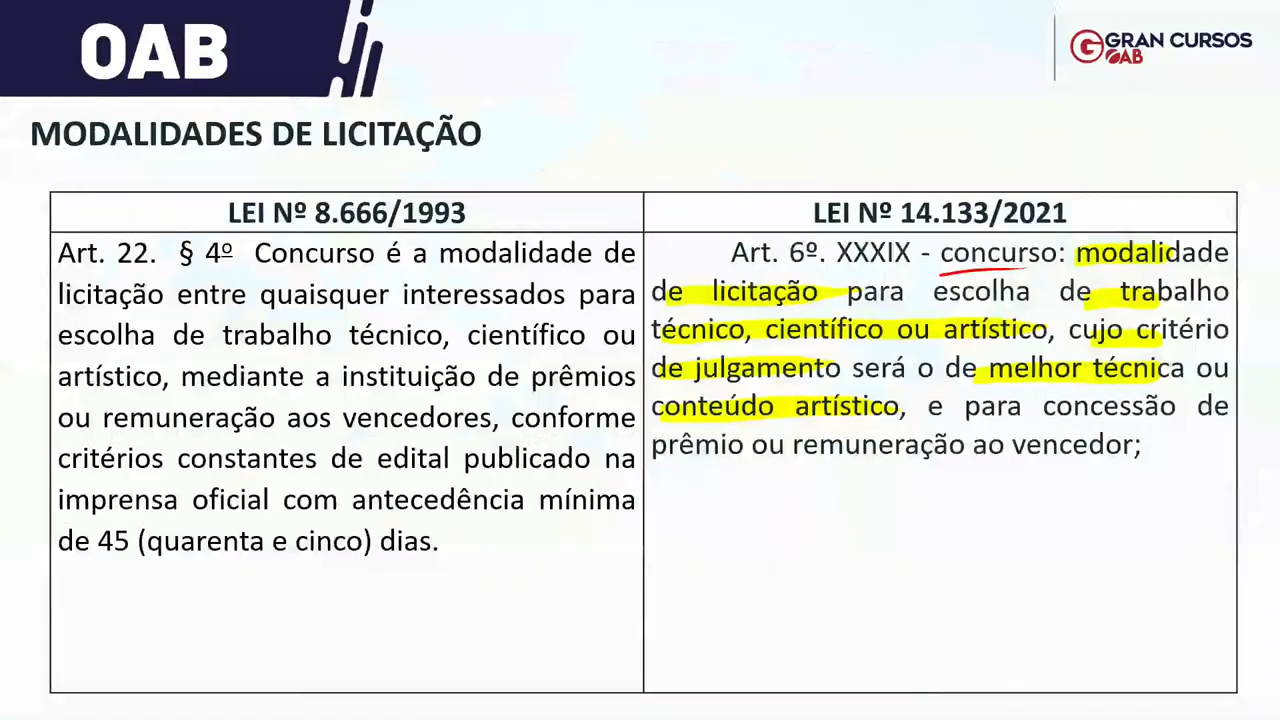 OAB
GRAN CURSOS
OAB
MODALIDADES DE LICITAÇÃO
LEI Nº 8.666/1993
Art. 22. § 4º Concurso é a modalidade de
licitação entre quaisquer interessados para
escolha de trabalho técnico, científico ou
artístico, mediante a instituição de prêmios
ou remuneração aos vencedores, conforme
critérios constantes de edital publicado na
imprensa oficial com antecedência mínima
de 45 (quarenta e cinco) dias.
LEI Nº 14.133/2021
Art. 6º. XXXIX - concurso: modalidade
de licitação para escolha de trabalho
técnico, científico ou artístico, cujo critério
de julgamento será o de melhor técnica ou
conteúdo artístico, e para concessão de
prêmio ou remuneração ao vencedor;